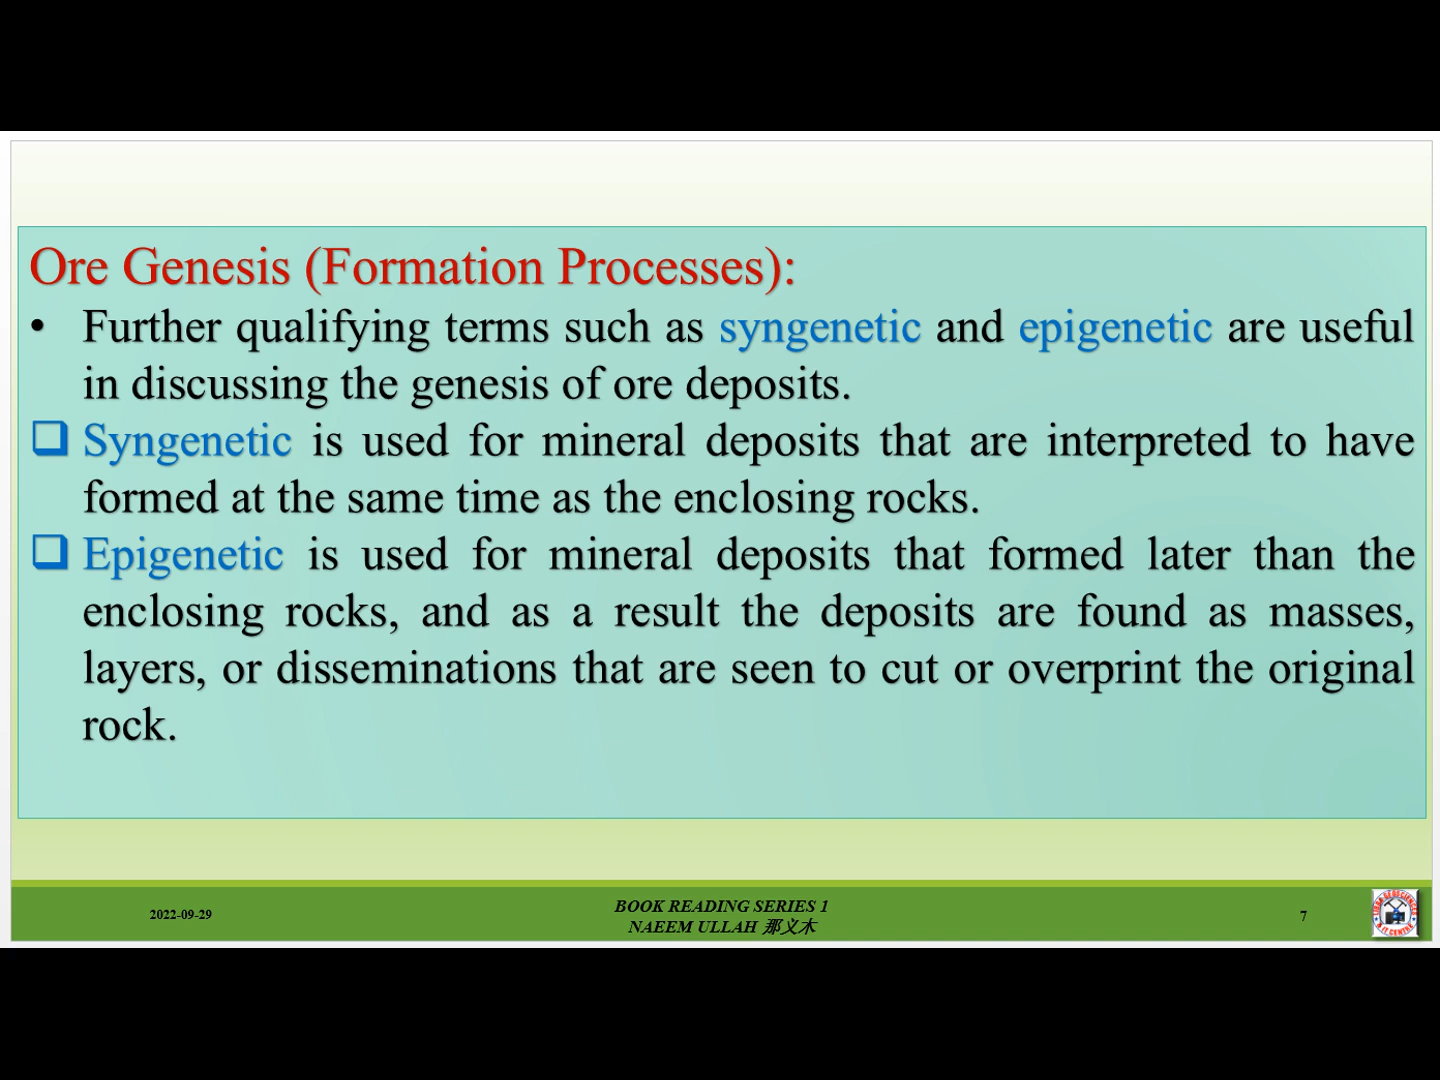 Ore Genesis (Formation Processes):
• Further qualifying terms such as syngenetic and epigenetic are useful
in discussing the genesis of ore deposits.
❑ Syngenetic is used for mineral deposits that are interpreted to have
formed at the same time as the enclosing rocks.
❑ Epigenetic is used for mineral deposits that formed later than the
enclosing rocks, and as a result the deposits are found as masses,
layers, or disseminations that are seen to cut or overprint the original
rock.
2022-09-29
BOOK READING SERIES 1
NAEEM ULLAH 那义木
7